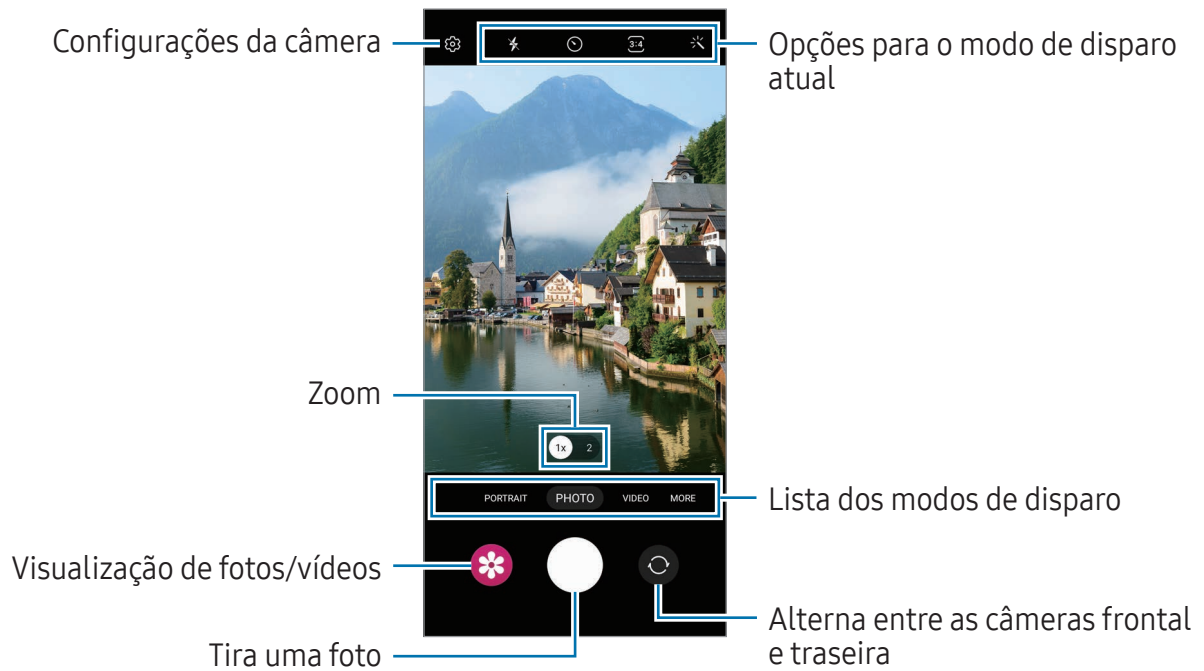 Configurações da câmera
3:4
Opções para o modo de disparo
atual
Zoom
1x 2
PORTRAIT PHOTO VIDEO MORE
Lista dos modos de disparo
Visualização de fotos/vídeos
Tira uma foto
Alterna entre as câmeras frontal
e traseira